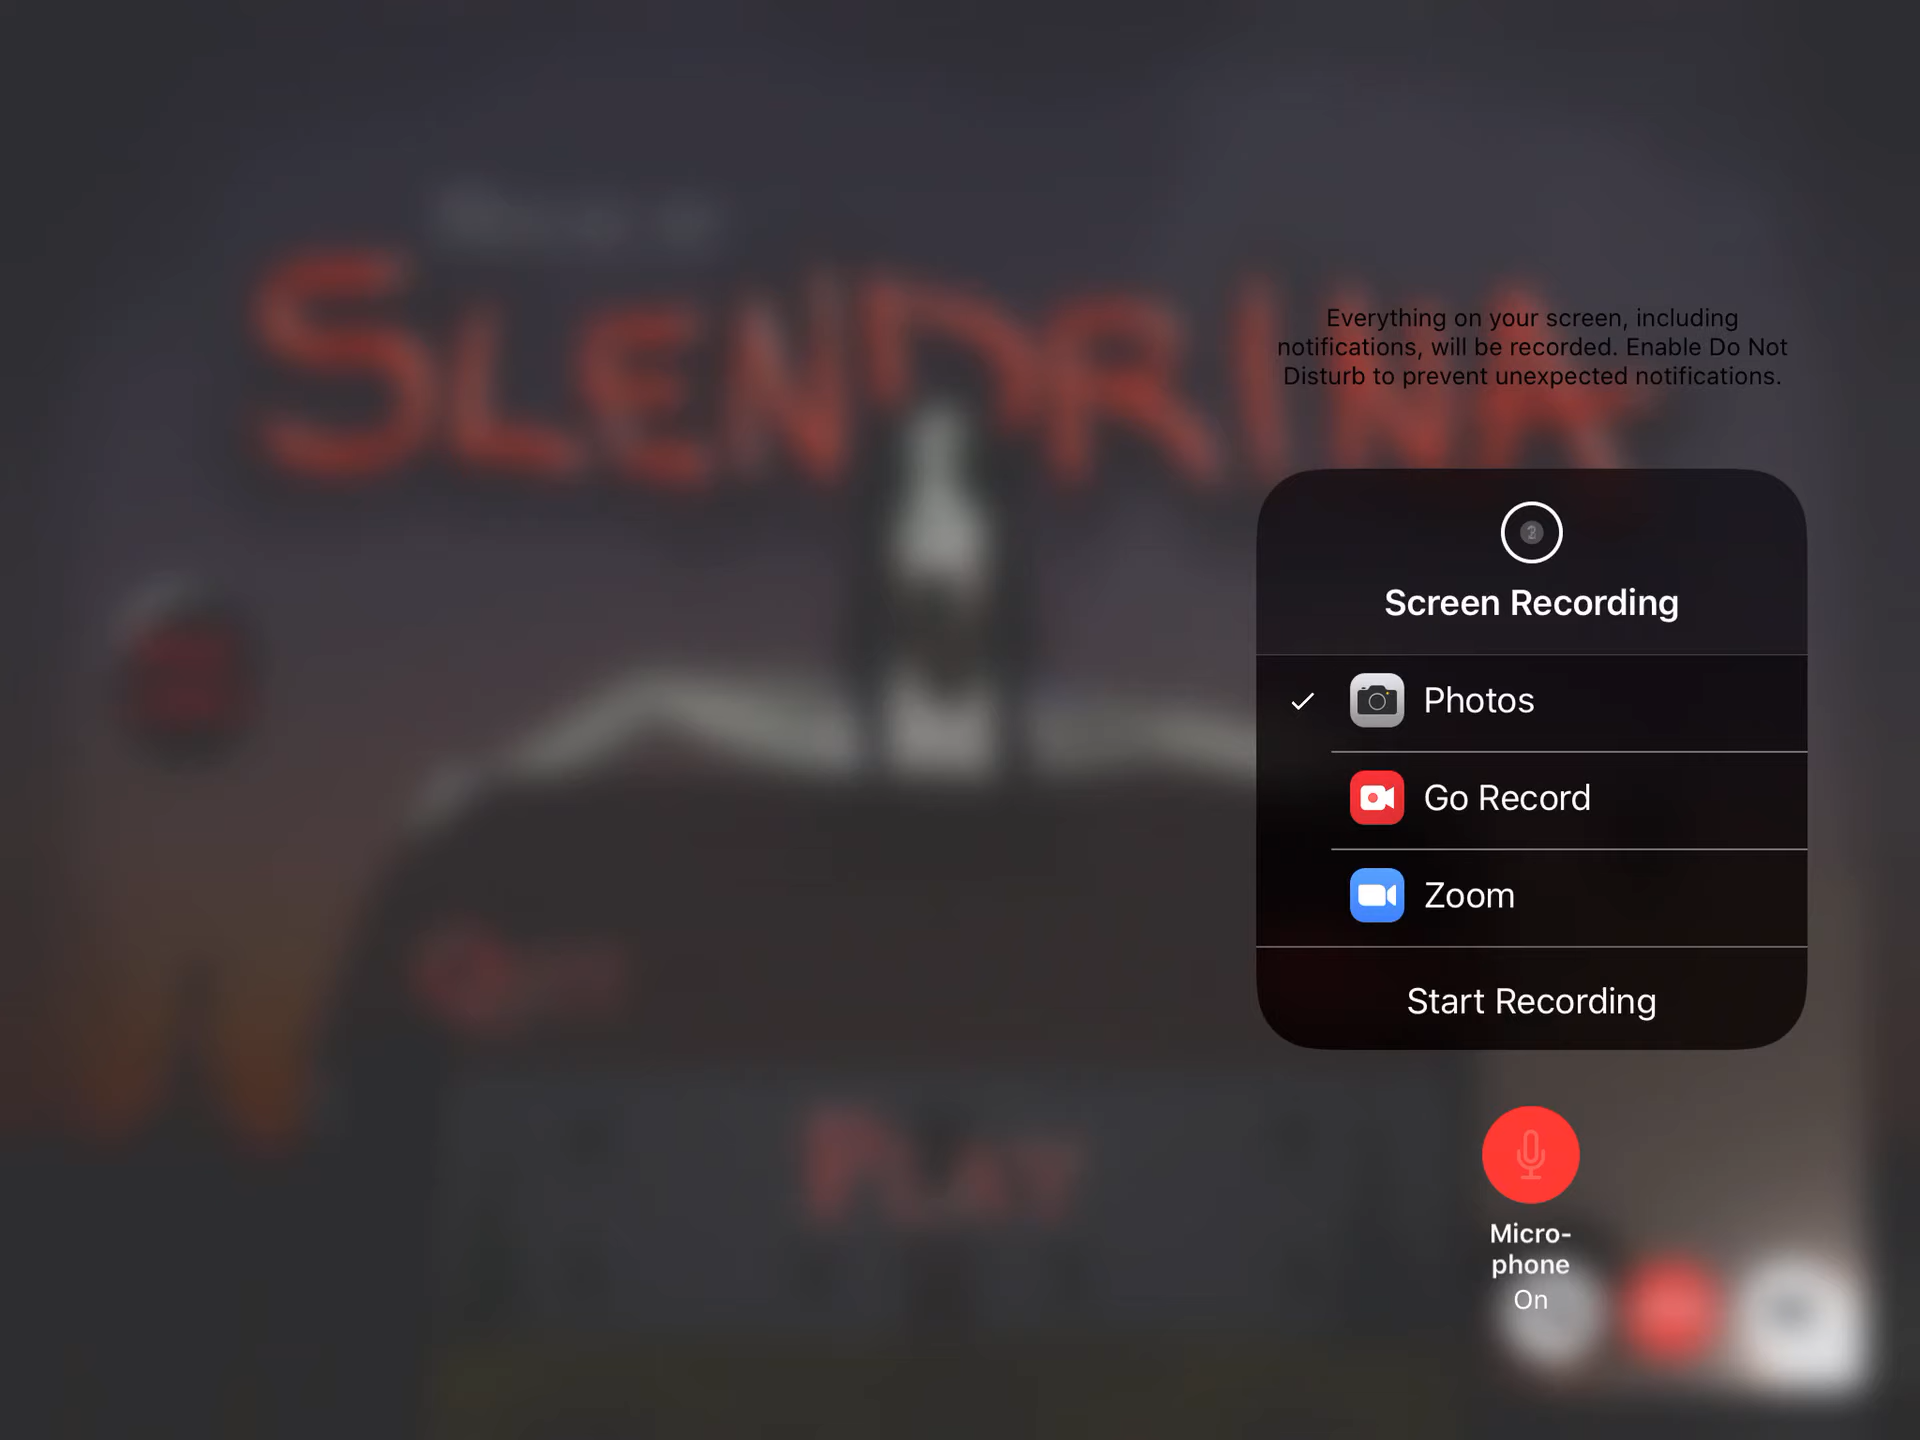 SLENDRINA
Everything on your screen, including
notifications, will be recorded. Enable Do Not
Disturb to prevent unexpected notifications.
Screen Recording
Photos
Go Record
Zoom
Start Recording
PLAY
Micro-
phone
On